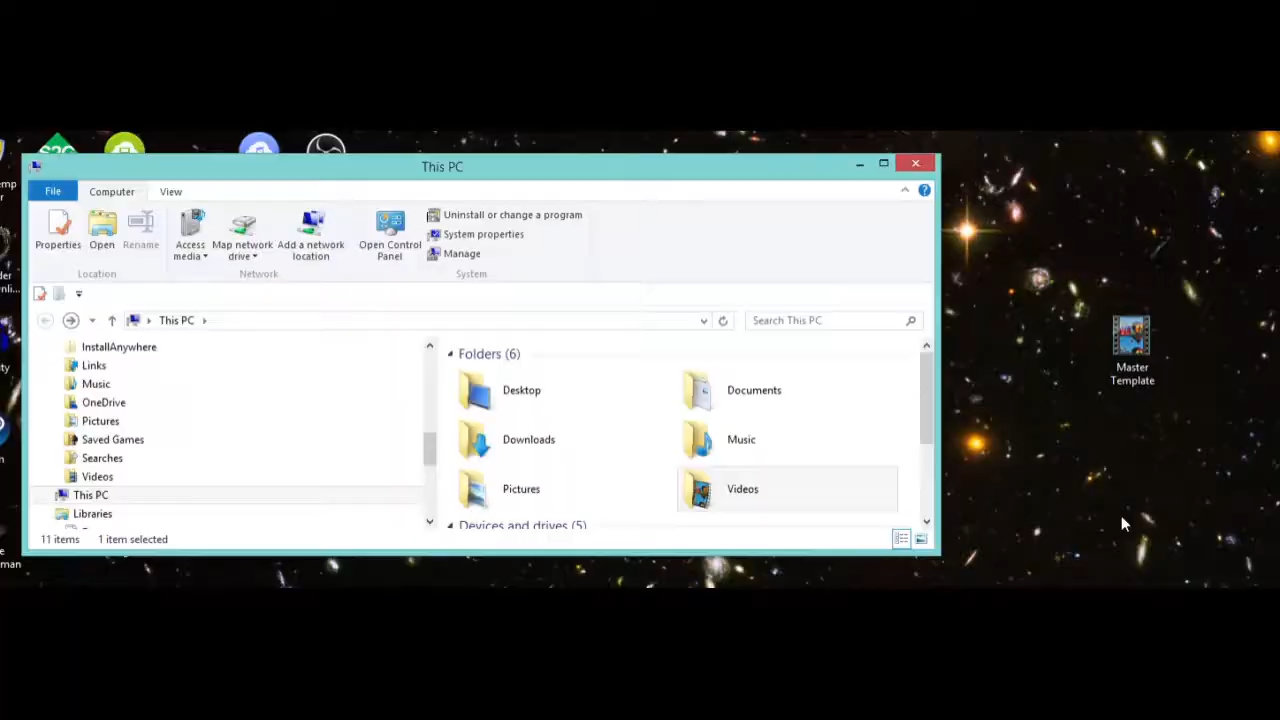 This PC
File
Computer
View
Properties
Open
Rename
Access
media
Map network
drive
Add a network
location
Open Control
Panel
Uninstall or change a program
System properties
Manage
Location
Network
System
This PC
Search This PC
InstallAnywhere
Links
Music
OneDrive
Pictures
Saved Games
Searches
Videos
This PC
Libraries
Folders (6)
Desktop
Documents
Downloads
Music
Pictures
Videos
Devices and drives (5)
11 items
1 item selected
Master
Template